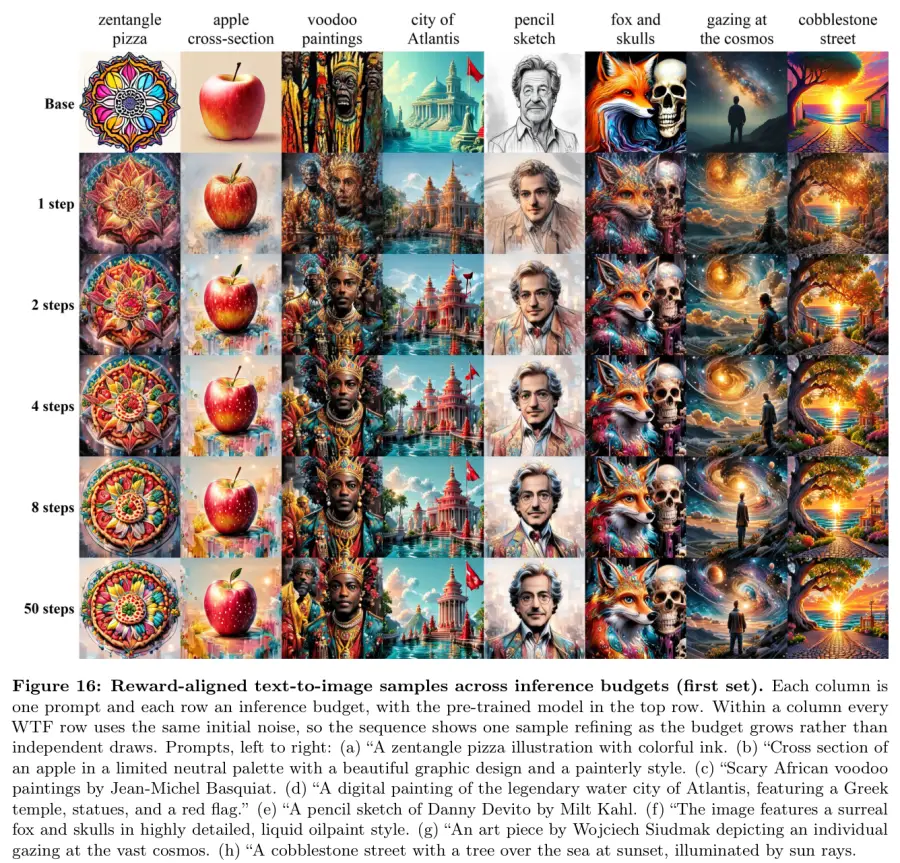 zentangle pizza
apple cross-section
voodoo paintings
city of Atlantis
pencil sketch
fox and skulls
gazing at the cosmos
cobblestone street
Base
1 step
2 steps
4 steps
8 steps
50 steps
Figure 16: Reward-aligned text-to-image samples across inference budgets (first set). Each column is
one prompt and each row an inference budget, with the pre-trained model in the top row. Within a column every
WTF row uses the same initial noise, so the sequence shows one sample refining as the budget grows rather than
independent draws. Prompts, left to right: (a) “A zentangle pizza illustration with colorful ink. (b) “Cross section of
an apple in a limited neutral palette with a beautiful graphic design and a painterly style. (c) “Scary African voodoo
paintings by Jean-Michel Basquiat. (d) “A digital painting of the legendary water city of Atlantis, featuring a Greek
temple, statues, and a red flag.” (e) “A pencil sketch of Danny Devito by Milt Kahl. (f) “The image features a surreal
fox and skulls in highly detailed, liquid oilpaint style. (g) “An art piece by Wojciech Siudmak depicting an individual
gazing at the vast cosmos. (h) “A cobblestone street with a tree over the sea at sunset, illuminated by sun rays.